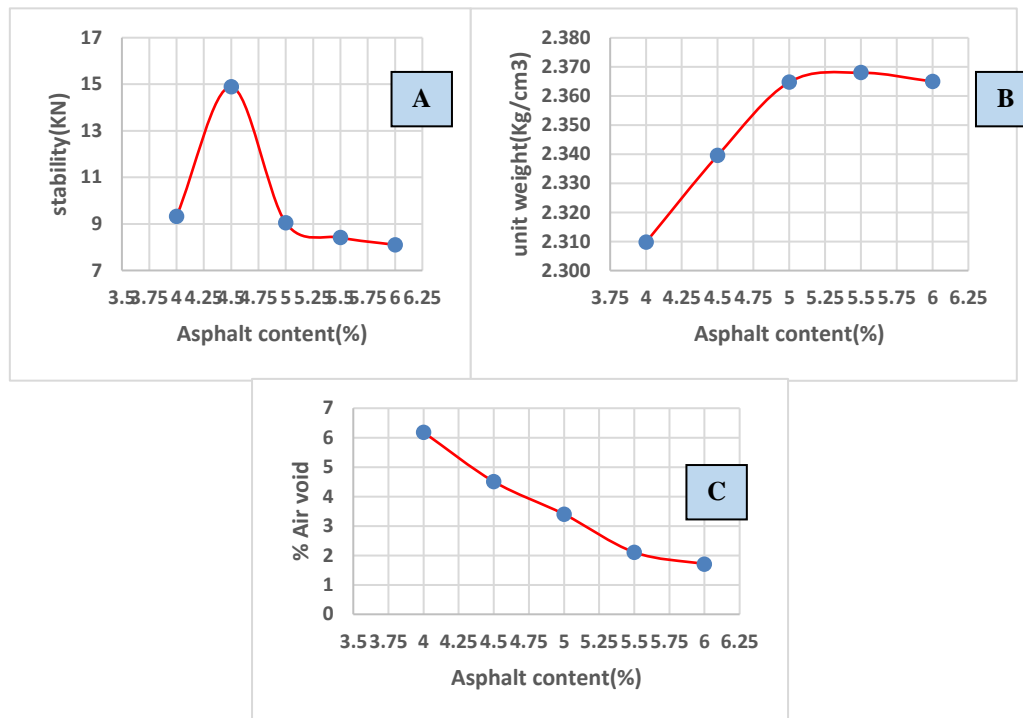 stability(KN)
17
15
13
11
9
7
A
3.5 3.75 4 4.25 4.5 4.75 5 5.25 5.5 5.75 6 6.25
Asphalt content(%)
unit weight(Kg/cm3)
2.380
2.370
2.360
2.350
2.340
2.330
2.320
2.310
2.300
B
3.75 4 4.25 4.5 4.75 5 5.25 5.5 5.75 6 6.25
Asphalt content(%)
% Air void
7
6
5
4
3
2
1
0
C
3.5 3.75 4 4.25 4.5 4.75 5 5.25 5.5 5.75 6 6.25
Asphalt content(%)